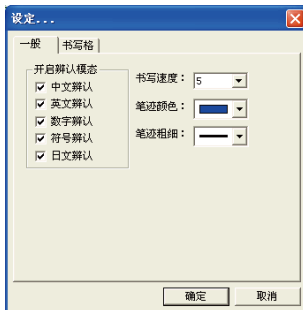 设定...
一般 书写格
开启辨认模态
中文辨认
英文辨认
数字辨认
符号辨认
日文辨认
书写速度： 5
笔迹颜色：
笔迹粗细：
确定 取消